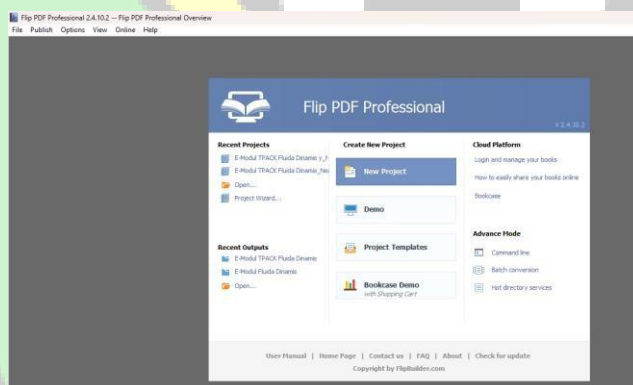 Flip PDF Professional 2.4.10.2 -- Flip PDF Professional Overview
File Publish Options View Online Help
Flip PDF Professional
V 2.4.10.2
Recent Projects
E-Modul TPACK Fluida Dinamis y_F
E-Modul TPACK Fluida Dinamis_Neu
Open...
Project Wizard...
Recent Outputs
E-Modul TPACK Fluida Dinamis
E-Modul Fluida Dinamis
Open...
Create New Project
New Project
Demo
Project Templates
Bookcase Demo
with Shopping Cart
Cloud Platform
Login and manage your books
How to easily share your books online
Bookcase
Advance Mode
Command line
Batch conversion
Hot directory services
User Manual | Home Page | Contact us | FAQ | About | Check for update
Copyright by FlipBuilder.com